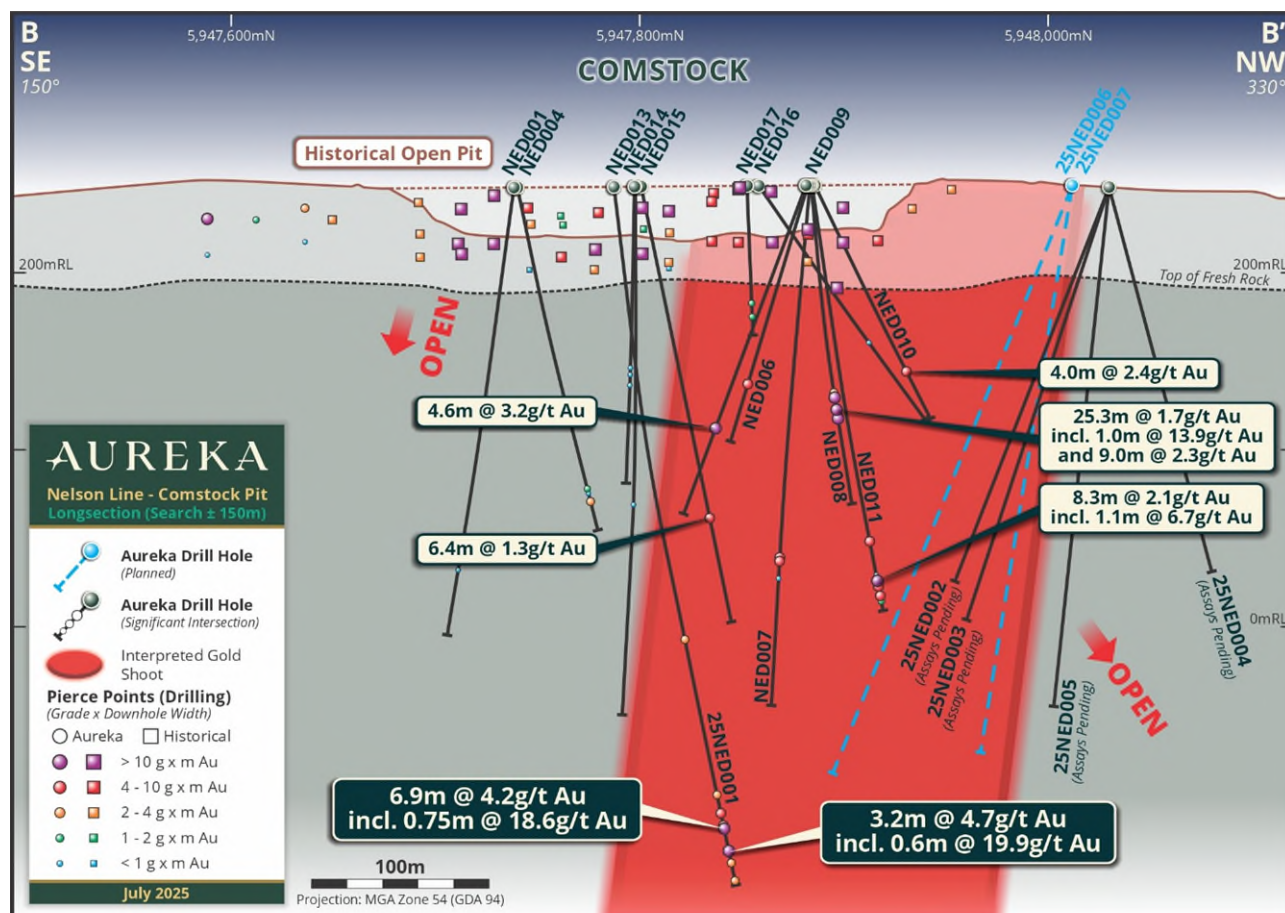 B
SE
150°
5,947,600mN
5,947,800mN
5,948,000mN
B'
NW
330°
COMSTOCK
Historical Open Pit
NED001
NED004
NED013
NED014
NED015
NED017
NED016
NED009
25NED006
25NED007
200mRL
200mRL
Top of Fresh Rock
OPEN
NED010
NED006
4.0m @ 2.4g/t Au
4.6m @ 3.2g/t Au
25.3m @ 1.7g/t Au
incl. 1.0m @ 13.9g/t Au
and 9.0m @ 2.3g/t Au
NED008
NED011
8.3m @ 2.1g/t Au
incl. 1.1m @ 6.7g/t Au
6.4m @ 1.3g/t Au
NED007
25NED002
(Assays Pending)
25NED003
(Assays Pending)
25NED004
(Assays Pending)
0mRL
OPEN
25NED005
(Assays Pending)
25NED001
6.9m @ 4.2g/t Au
incl. 0.75m @ 18.6g/t Au
3.2m @ 4.7g/t Au
incl. 0.6m @ 19.9g/t Au
AUREKA
Nelson Line - Comstock Pit
Longsection (Search ± 150m)
Aureka Drill Hole
(Planned)
Aureka Drill Hole
(Significant Intersection)
Interpreted Gold
Shoot
Pierce Points (Drilling)
(Grade x Downhole Width)
Aureka
Historical
> 10 g x m Au
4 - 10 g x m Au
2 - 4 g x m Au
1 - 2 g x m Au
< 1 g x m Au
July 2025
100m
Projection: MGA Zone 54 (GDA 94)